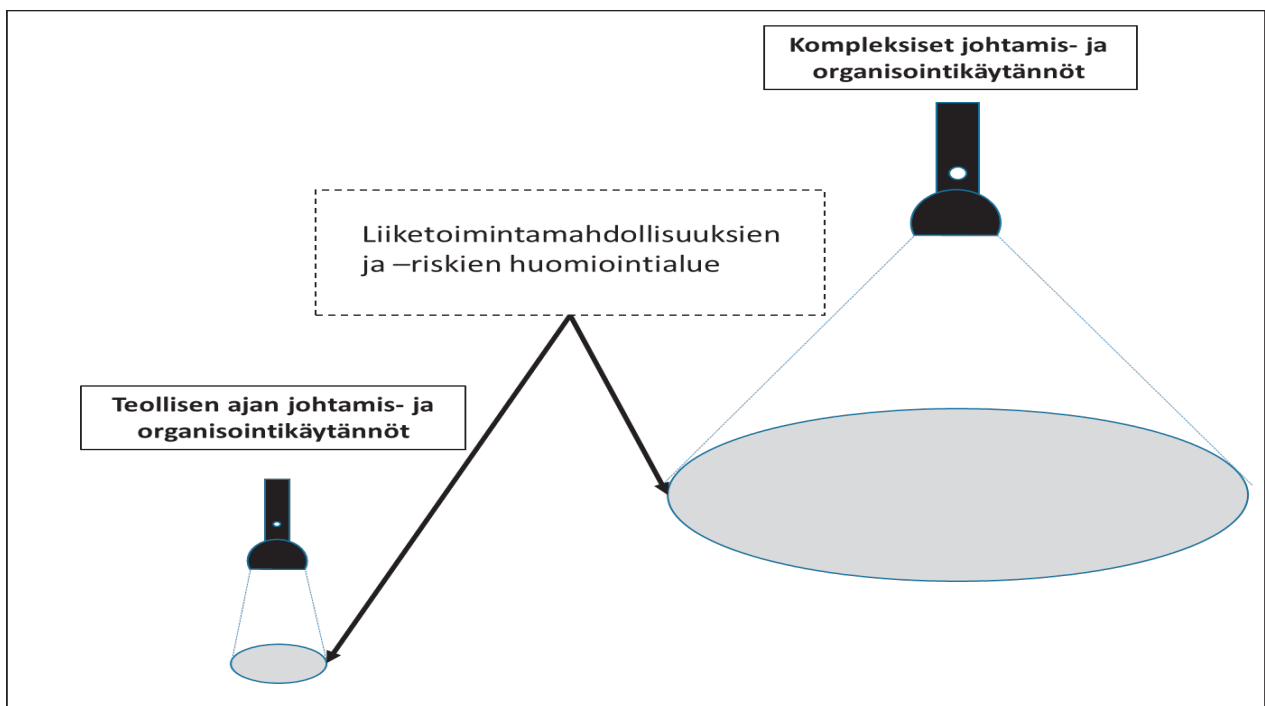 Kompleksiset johtamis- ja
organisointikäytännöt
Liiketoimintamahdollisuuksien
ja –riskien huomiointialue
Teollisen ajan johtamis- ja
organisointikäytännöt